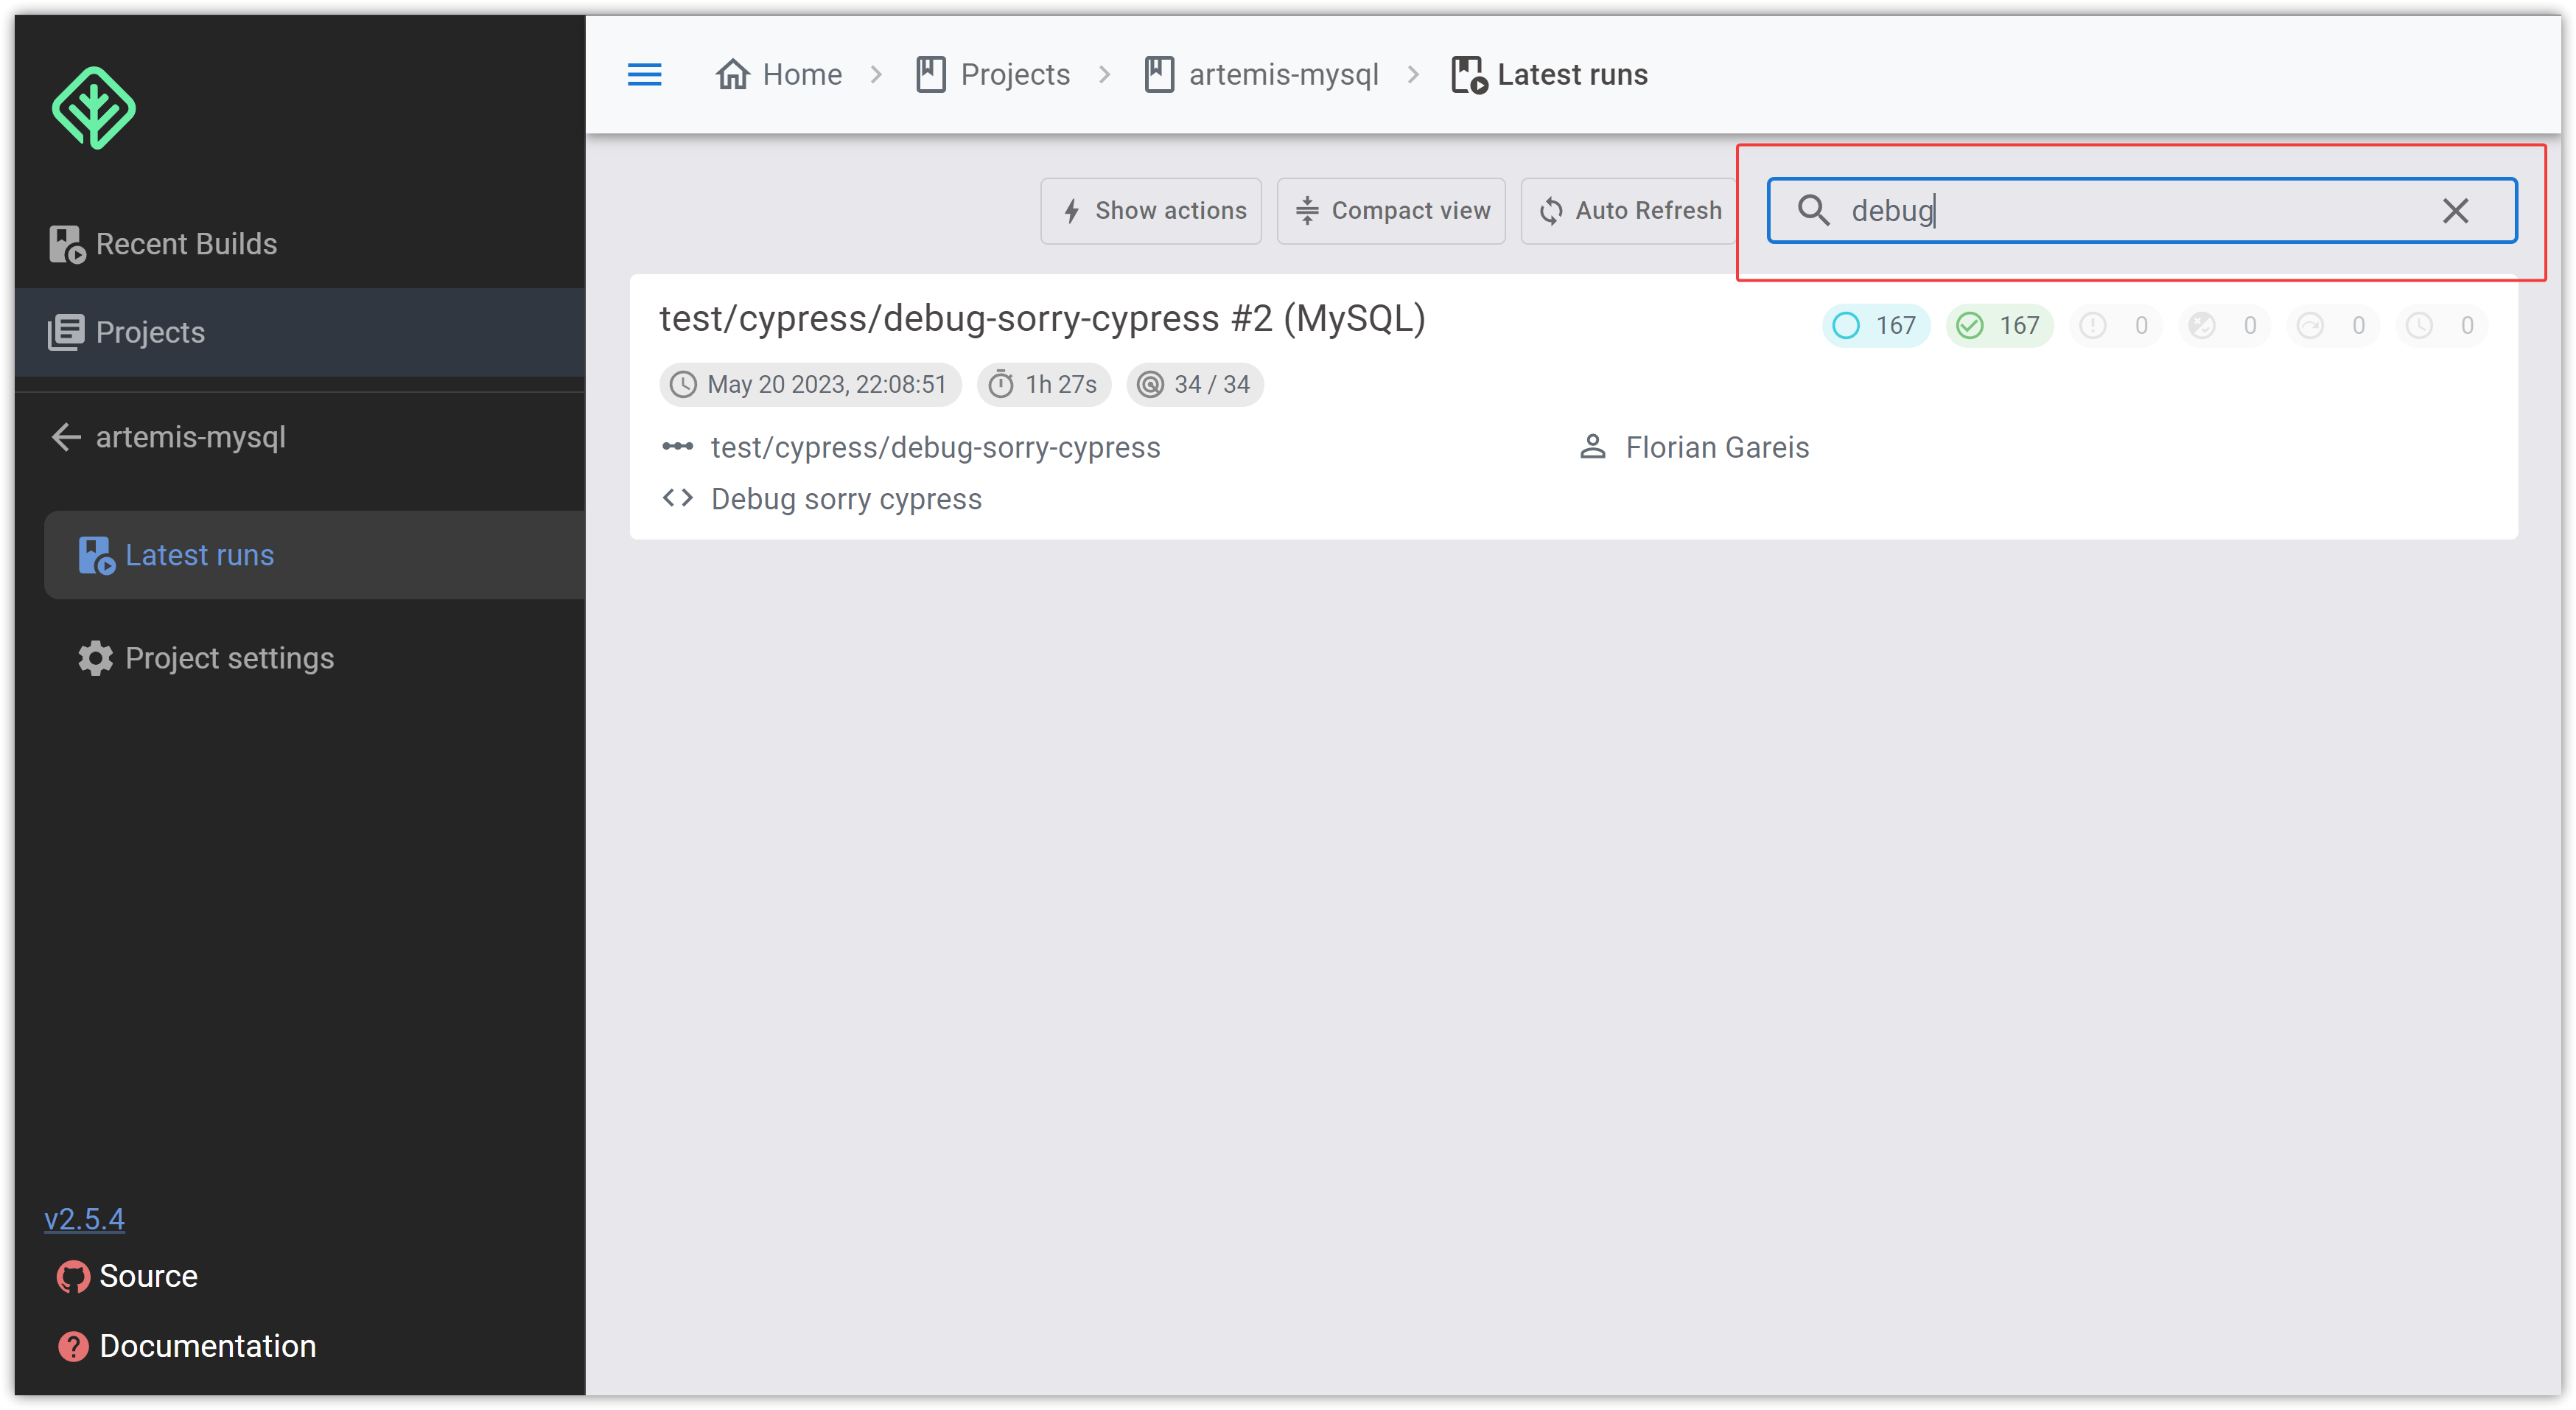 Home Projects artemis-mysql Latest runs
Recent Builds
Projects
artemis-mysql
Latest runs
Project settings
v2.5.4
Source
Documentation
Show actions Compact view Auto Refresh debug
test/cypress/debug-sorry-cypress #2 (MySQL)
167 167 0 0 0 0
May 20 2023, 22:08:51 1h 27s 34 / 34
test/cypress/debug-sorry-cypress Florian Gareis
Debug sorry cypress